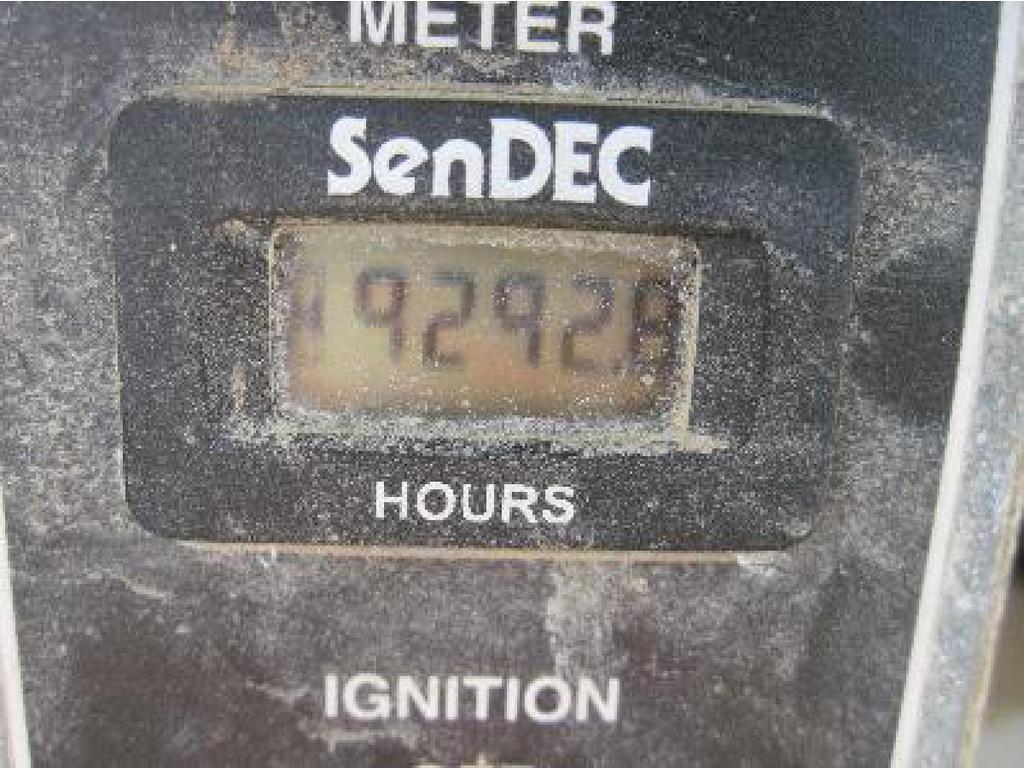 METER
SenDEC
9292.8
HOURS
IGNITION